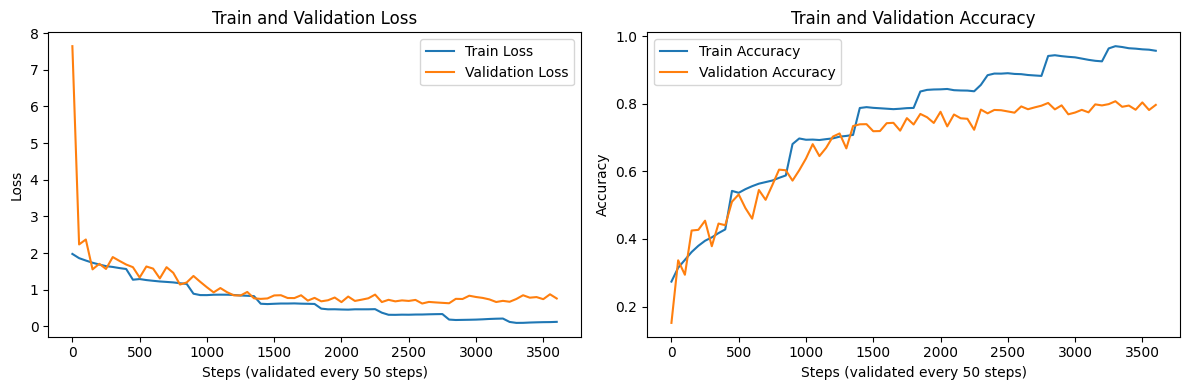 Train and Validation Loss
8
7
6
5
4
3
2
1
0
Loss
Train Loss
Validation Loss
0 500 1000 1500 2000 2500 3000 3500
Steps (validated every 50 steps)
Train and Validation Accuracy
1.0
0.8
0.6
0.4
0.2
Accuracy
Train Accuracy
Validation Accuracy
0 500 1000 1500 2000 2500 3000 3500
Steps (validated every 50 steps)